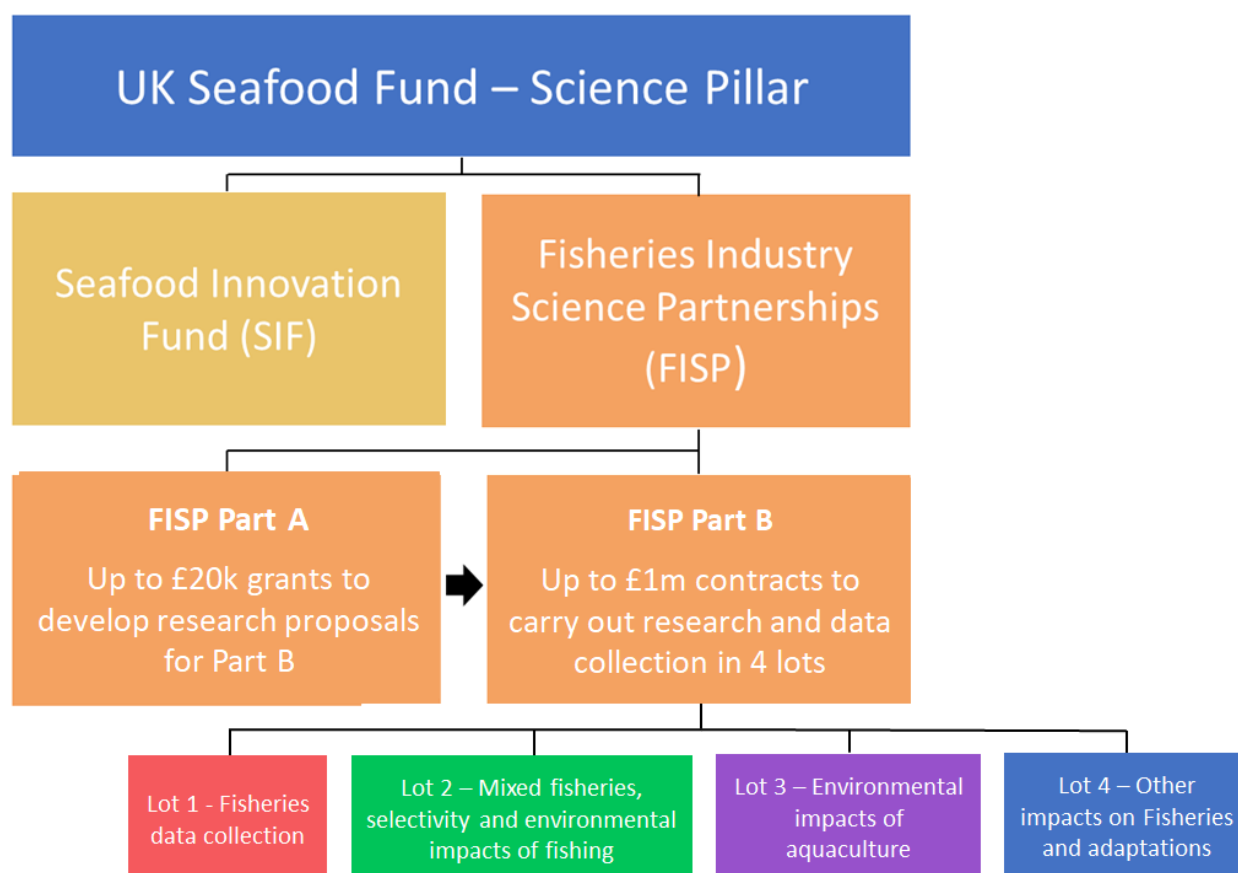 UK Seafood Fund – Science Pillar
Seafood Innovation
Fund (SIF)
Fisheries Industry
Science Partnerships
(FISP)
FISP Part A
Up to £20k grants to
develop research proposals
for Part B
FISP Part B
Up to £1m contracts to
carry out research and data
collection in 4 lots
Lot 1 - Fisheries
data collection
Lot 2 – Mixed fisheries,
selectivity and environmental
impacts of fishing
Lot 3 – Environmental
impacts of
aquaculture
Lot 4 – Other
impacts on Fisheries
and adaptations